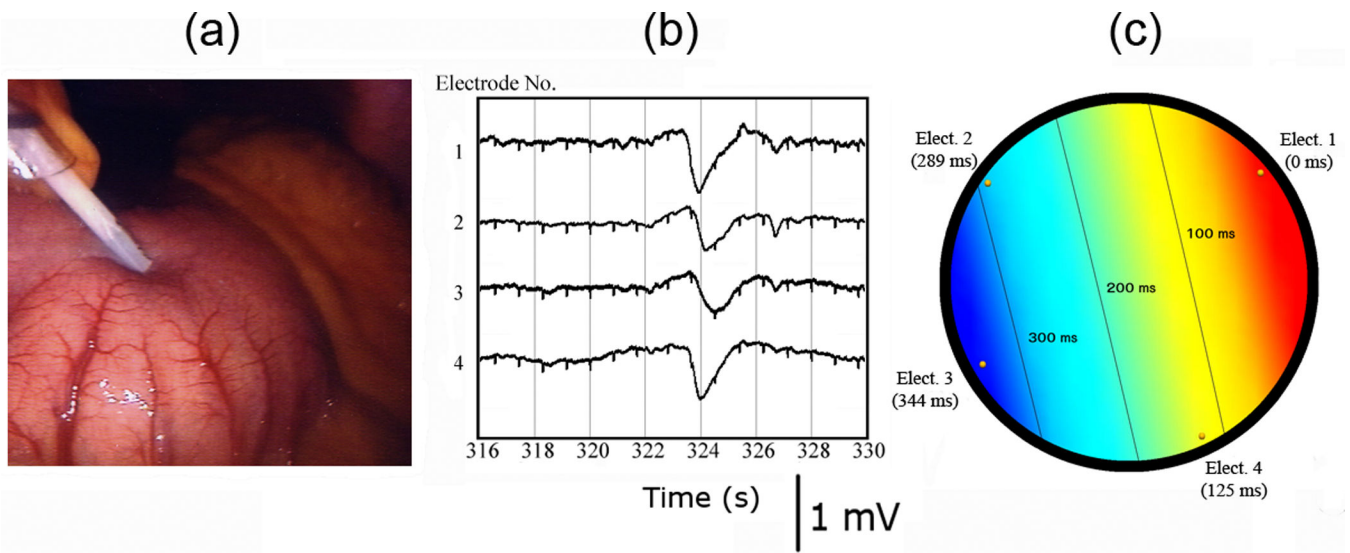 (a)
(b)
(c)
Electrode No.
1
2
3
4
316 318 320 322 324 326 328 330
Time (s)
1 mV
Elect. 1
(0 ms)
Elect. 2
(289 ms)
100 ms
200 ms
300 ms
Elect. 3
(344 ms)
Elect. 4
(125 ms)